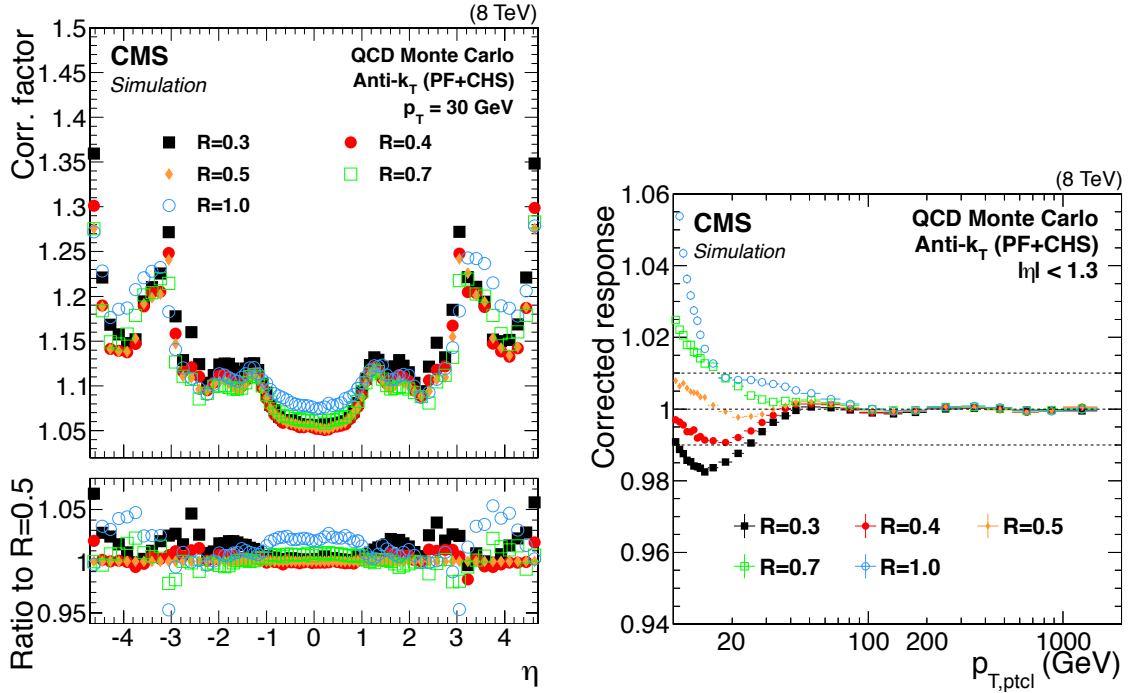 (8 TeV)
CMS
Simulation
QCD Monte Carlo
Anti-k_T (PF+CHS)
p_T = 30 GeV
R=0.3
R=0.4
R=0.5
R=0.7
R=1.0
Corr. factor
1.5
1.45
1.4
1.35
1.3
1.25
1.2
1.15
1.1
1.05
Ratio to R=0.5
1.05
1
0.95
-4 -3 -2 -1 0 1 2 3 4
η
(8 TeV)
CMS
Simulation
QCD Monte Carlo
Anti-k_T (PF+CHS)
|η| < 1.3
Corrected response
1.06
1.04
1.02
1
0.98
0.96
0.94
R=0.3 R=0.4 R=0.5
R=0.7 R=1.0
20 100 200 1000
p_T,ptcl (GeV)